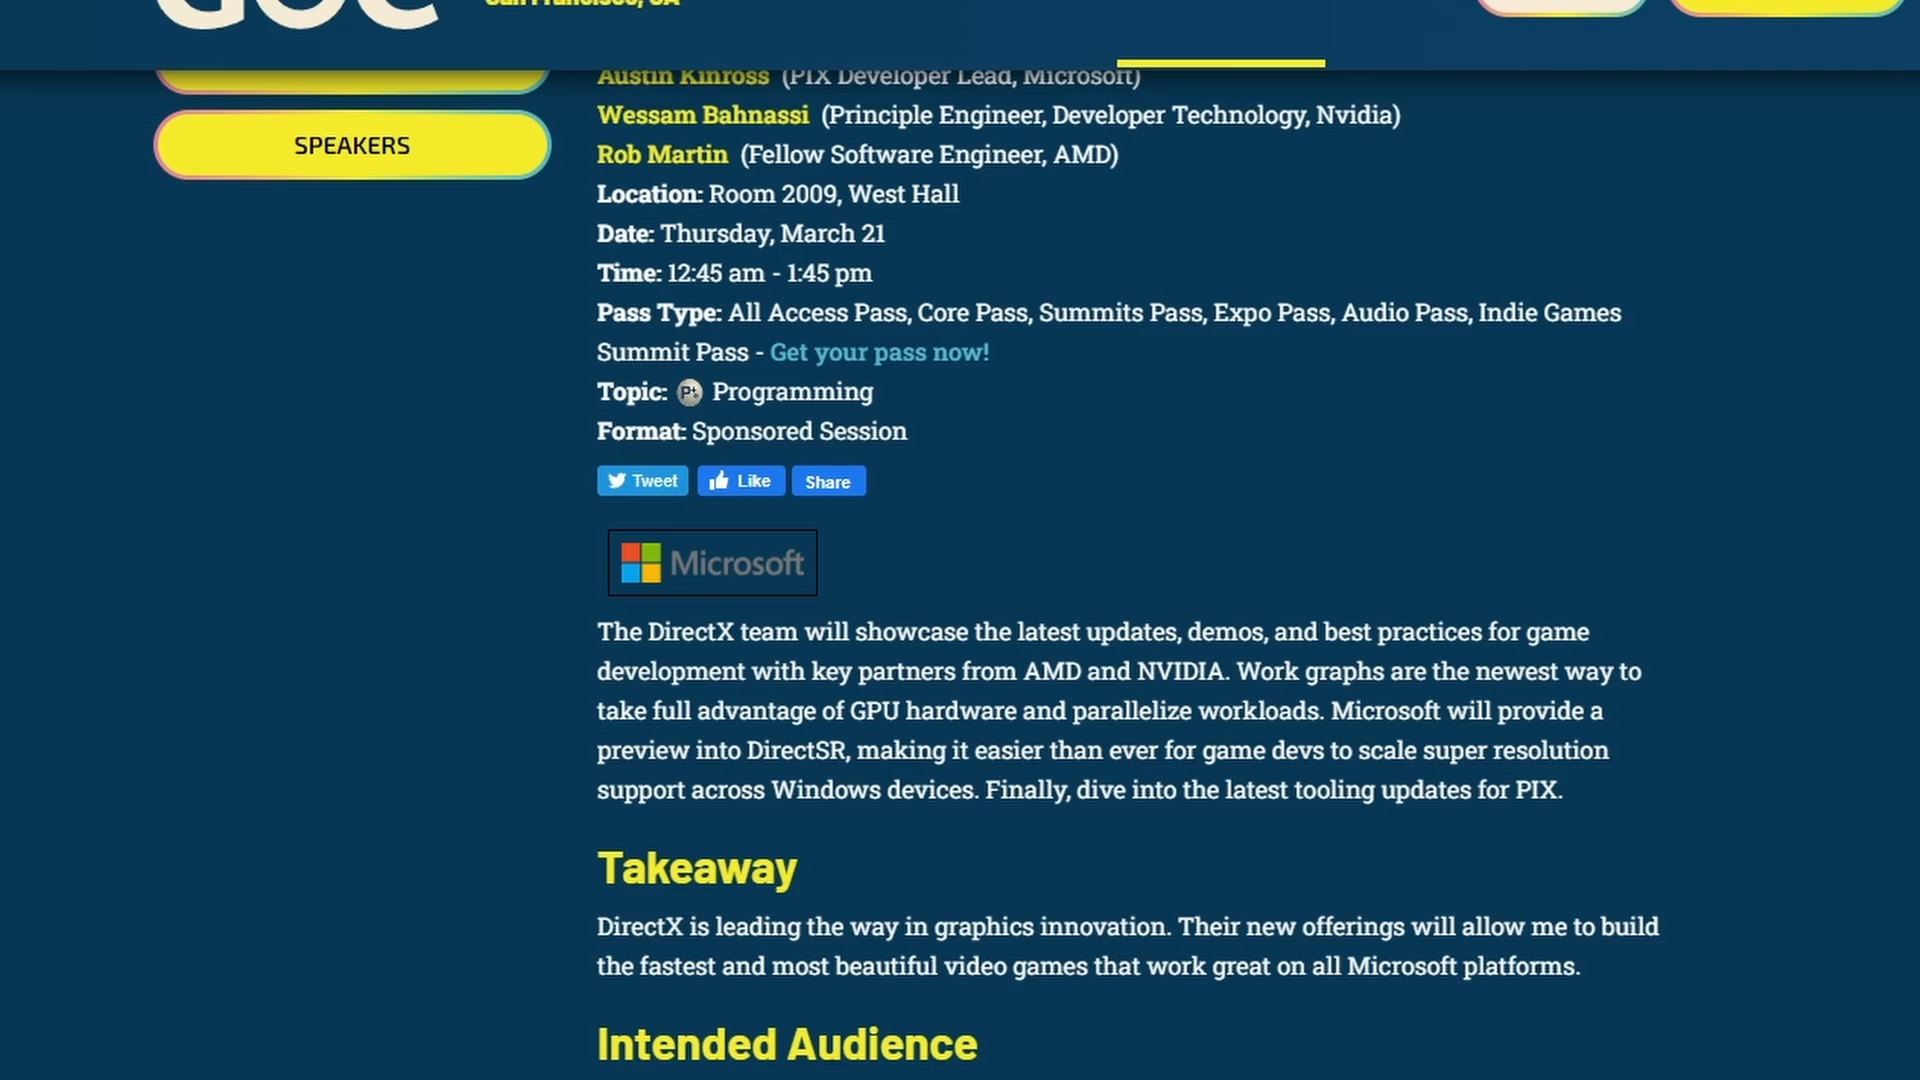 GDC
San Francisco, CA
Austin Kinross (PIX Developer Lead, Microsoft)
Wessam Bahnassi (Principle Engineer, Developer Technology, Nvidia)
SPEAKERS
Rob Martin (Fellow Software Engineer, AMD)
Location: Room 2009, West Hall
Date: Thursday, March 21
Time: 12:45 am - 1:45 pm
Pass Type: All Access Pass, Core Pass, Summits Pass, Expo Pass, Audio Pass, Indie Games
Summit Pass - Get your pass now!
Topic: P+ Programming
Format: Sponsored Session
Tweet Like Share
Microsoft
The DirectX team will showcase the latest updates, demos, and best practices for game
development with key partners from AMD and NVIDIA. Work graphs are the newest way to
take full advantage of GPU hardware and parallelize workloads. Microsoft will provide a
preview into DirectSR, making it easier than ever for game devs to scale super resolution
support across Windows devices. Finally, dive into the latest tooling updates for PIX.
Takeaway
DirectX is leading the way in graphics innovation. Their new offerings will allow me to build
the fastest and most beautiful video games that work great on all Microsoft platforms.
Intended Audience